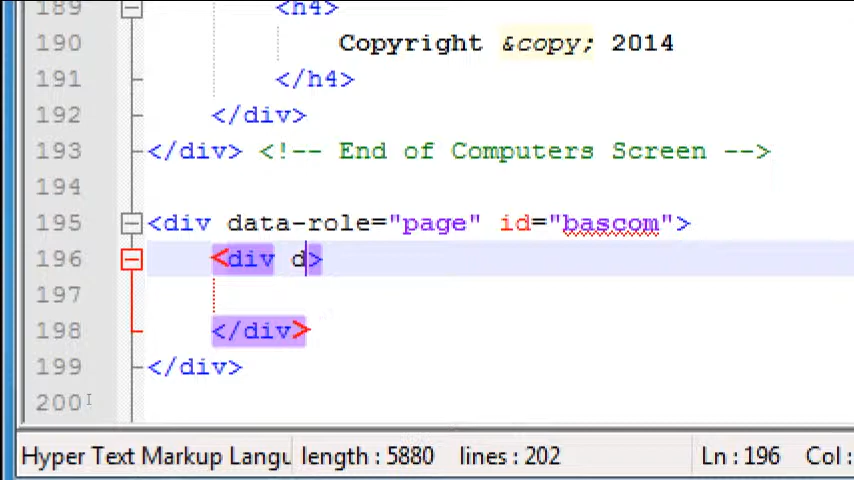 189 <h4>
190 Copyright &copy; 2014
191 </h4>
192 </div>
193 </div> <!-- End of Computers Screen -->
194
195 <div data-role="page" id="bascom">
196 <div d>
197
198 </div>
199 </div>
200
Hyper Text Markup Langu length : 5880 lines : 202 Ln : 196 Col :